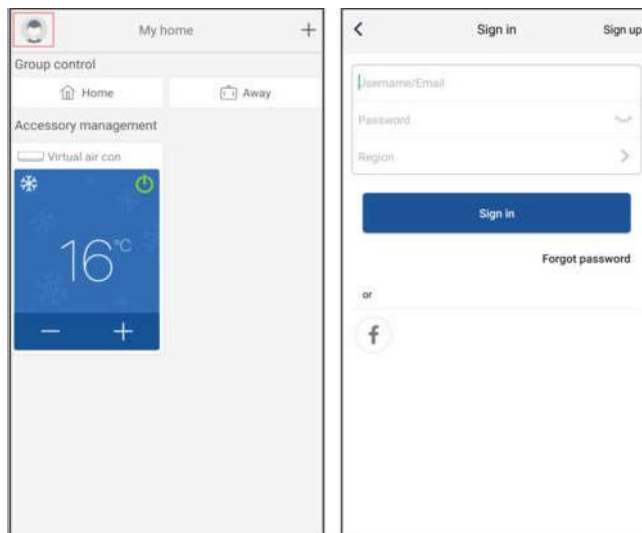 My home
+
Group control
Home
Away
Accessory management
Virtual air con
16°C
− +
Sign in
Sign up
Username/Email
Password
Region
Sign in
Forgot password
or
f